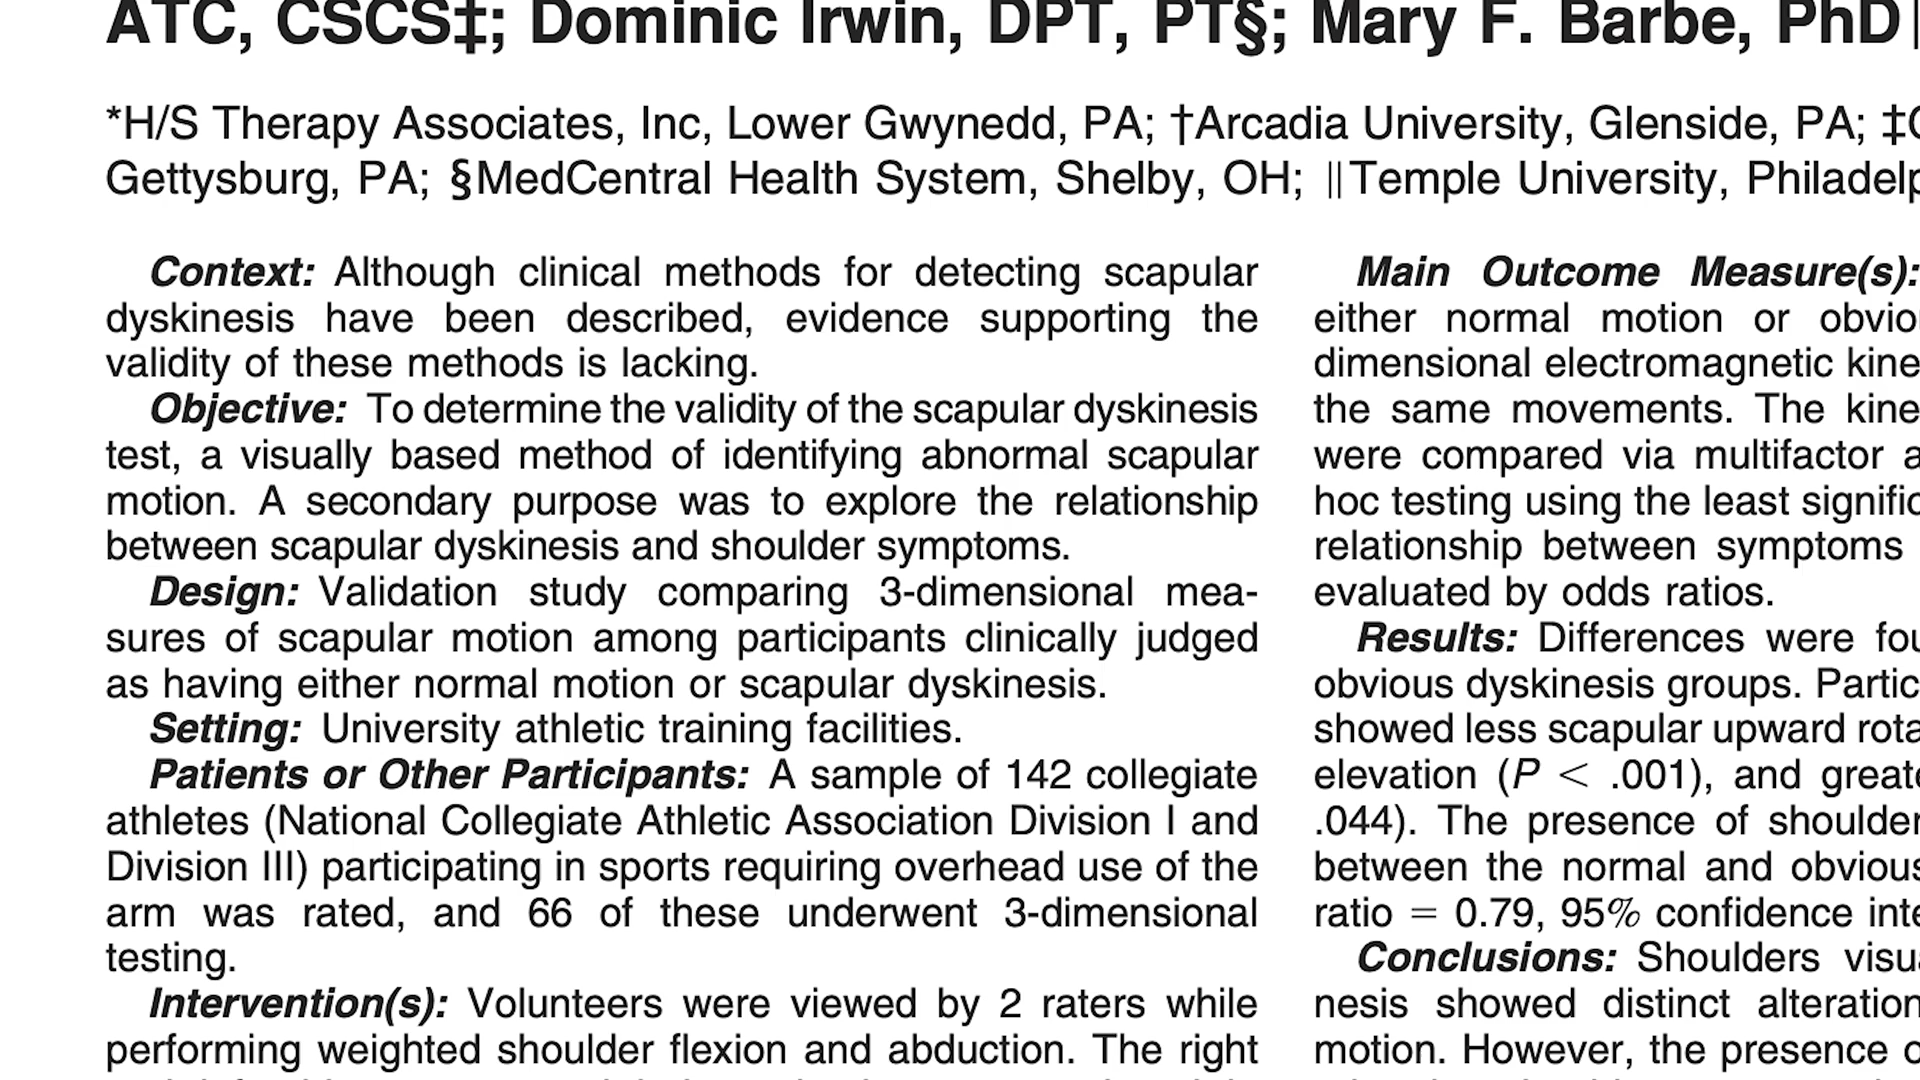 ATC, CSCS‡; Dominic Irwin, DPT, PT§; Mary F. Barbe, PhD
*H/S Therapy Associates, Inc, Lower Gwynedd, PA; †Arcadia University, Glenside, PA; ‡
Gettysburg, PA; §MedCentral Health System, Shelby, OH; ||Temple University,
Context: Although clinical methods for detecting scapular
dyskinesis have been described, evidence supporting the
validity of these methods is lacking.
Objective: To determine the validity of the scapular dyskinesis
test, a visually based method of identifying abnormal scapular
motion. A secondary purpose was to explore the relationship
between scapular dyskinesis and shoulder symptoms.
Design: Validation study comparing 3-dimensional mea-
sures of scapular motion among participants clinically judged
as having either normal motion or scapular dyskinesis.
Setting: University athletic training facilities.
Patients or Other Participants: A sample of 142 collegiate
athletes (National Collegiate Athletic Association Division I and
Division III) participating in sports requiring overhead use of the
arm was rated, and 66 of these underwent 3-dimensional
testing.
Intervention(s): Volunteers were viewed by 2 raters while
performing weighted shoulder flexion and abduction. The right
Main Outcome Measure(s):
either normal motion or
dimensional electromagnetic
the same movements. The
were compared via multifactor
hoc testing using the least
relationship between symptoms
evaluated by odds ratios.
Results: Differences were
obvious dyskinesis groups.
showed less scapular upward
elevation (P < .001), and
.044). The presence of shoulder
between the normal and obvious
ratio = 0.79, 95% confidence
Conclusions: Shoulders
nesis showed distinct
motion. However, the presence